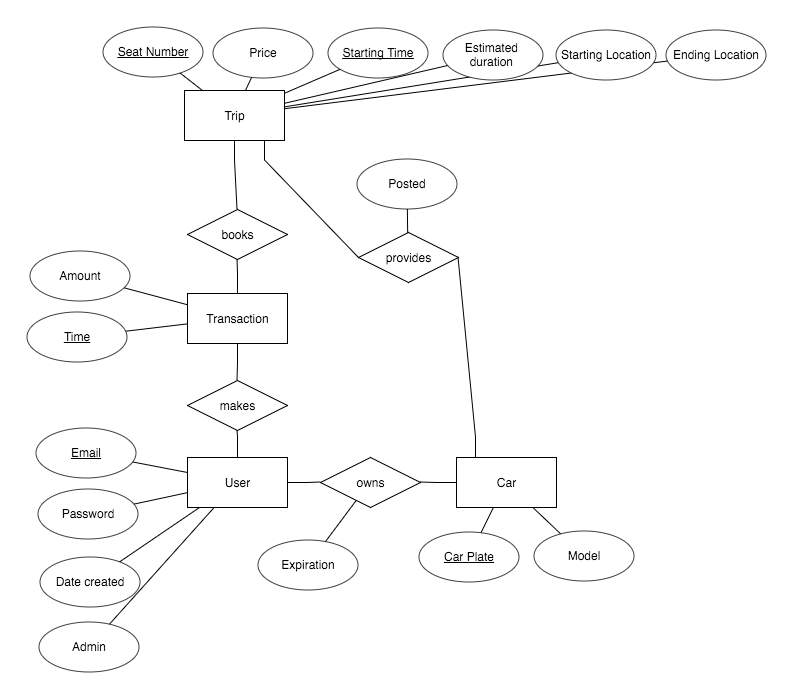 Seat Number
Price
Starting Time
Estimated
duration
Starting Location
Ending Location
Trip
Posted
books
provides
Amount
Transaction
Time
makes
Email
User
owns
Car
Password
Expiration
Car Plate
Model
Date created
Admin